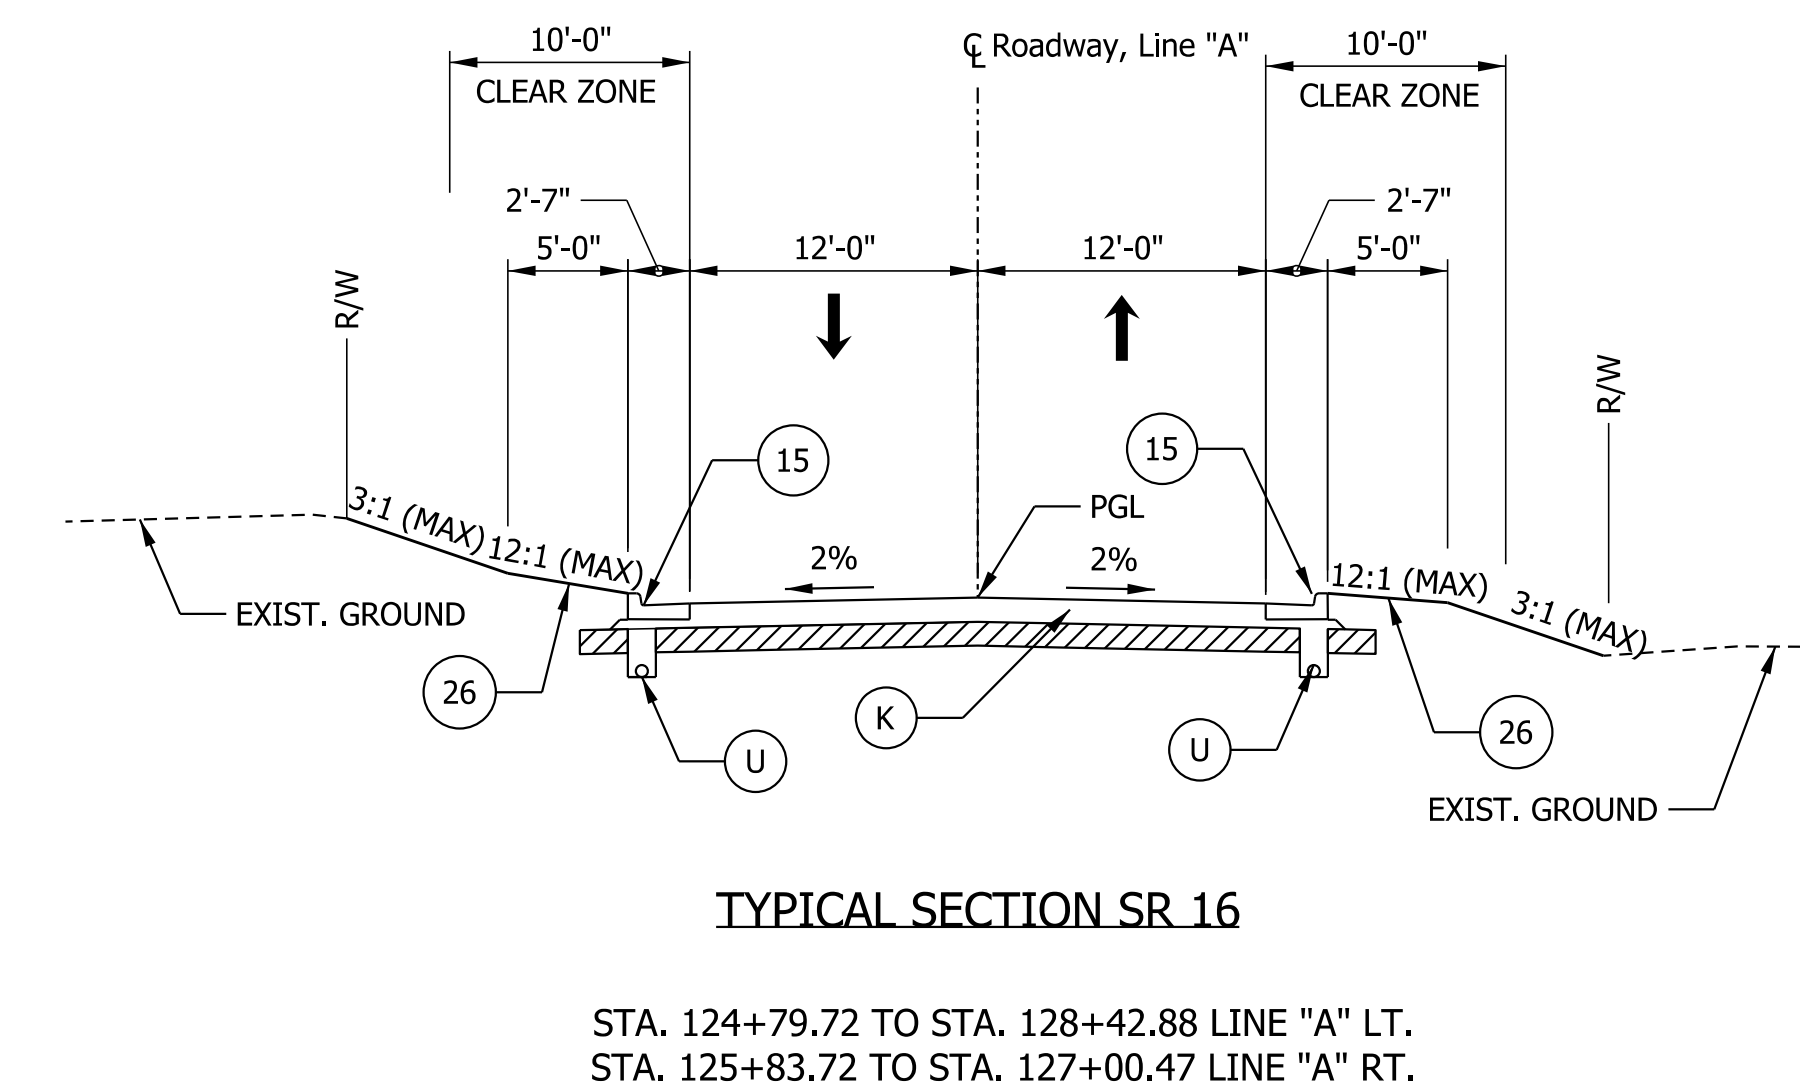 10'-0"
CLEAR ZONE
℄ Roadway, Line "A"
10'-0"
CLEAR ZONE
2'-7"
2'-7"
5'-0"
12'-0"
12'-0"
5'-0"
R/W
R/W
15
15
3:1 (MAX)
12:1 (MAX)
PGL
2%
2%
12:1 (MAX)
3:1 (MAX)
EXIST. GROUND
26
K
U
U
26
EXIST. GROUND
TYPICAL SECTION SR 16
STA. 124+79.72 TO STA. 128+42.88 LINE "A" LT.
STA. 125+83.72 TO STA. 127+00.47 LINE "A" RT.